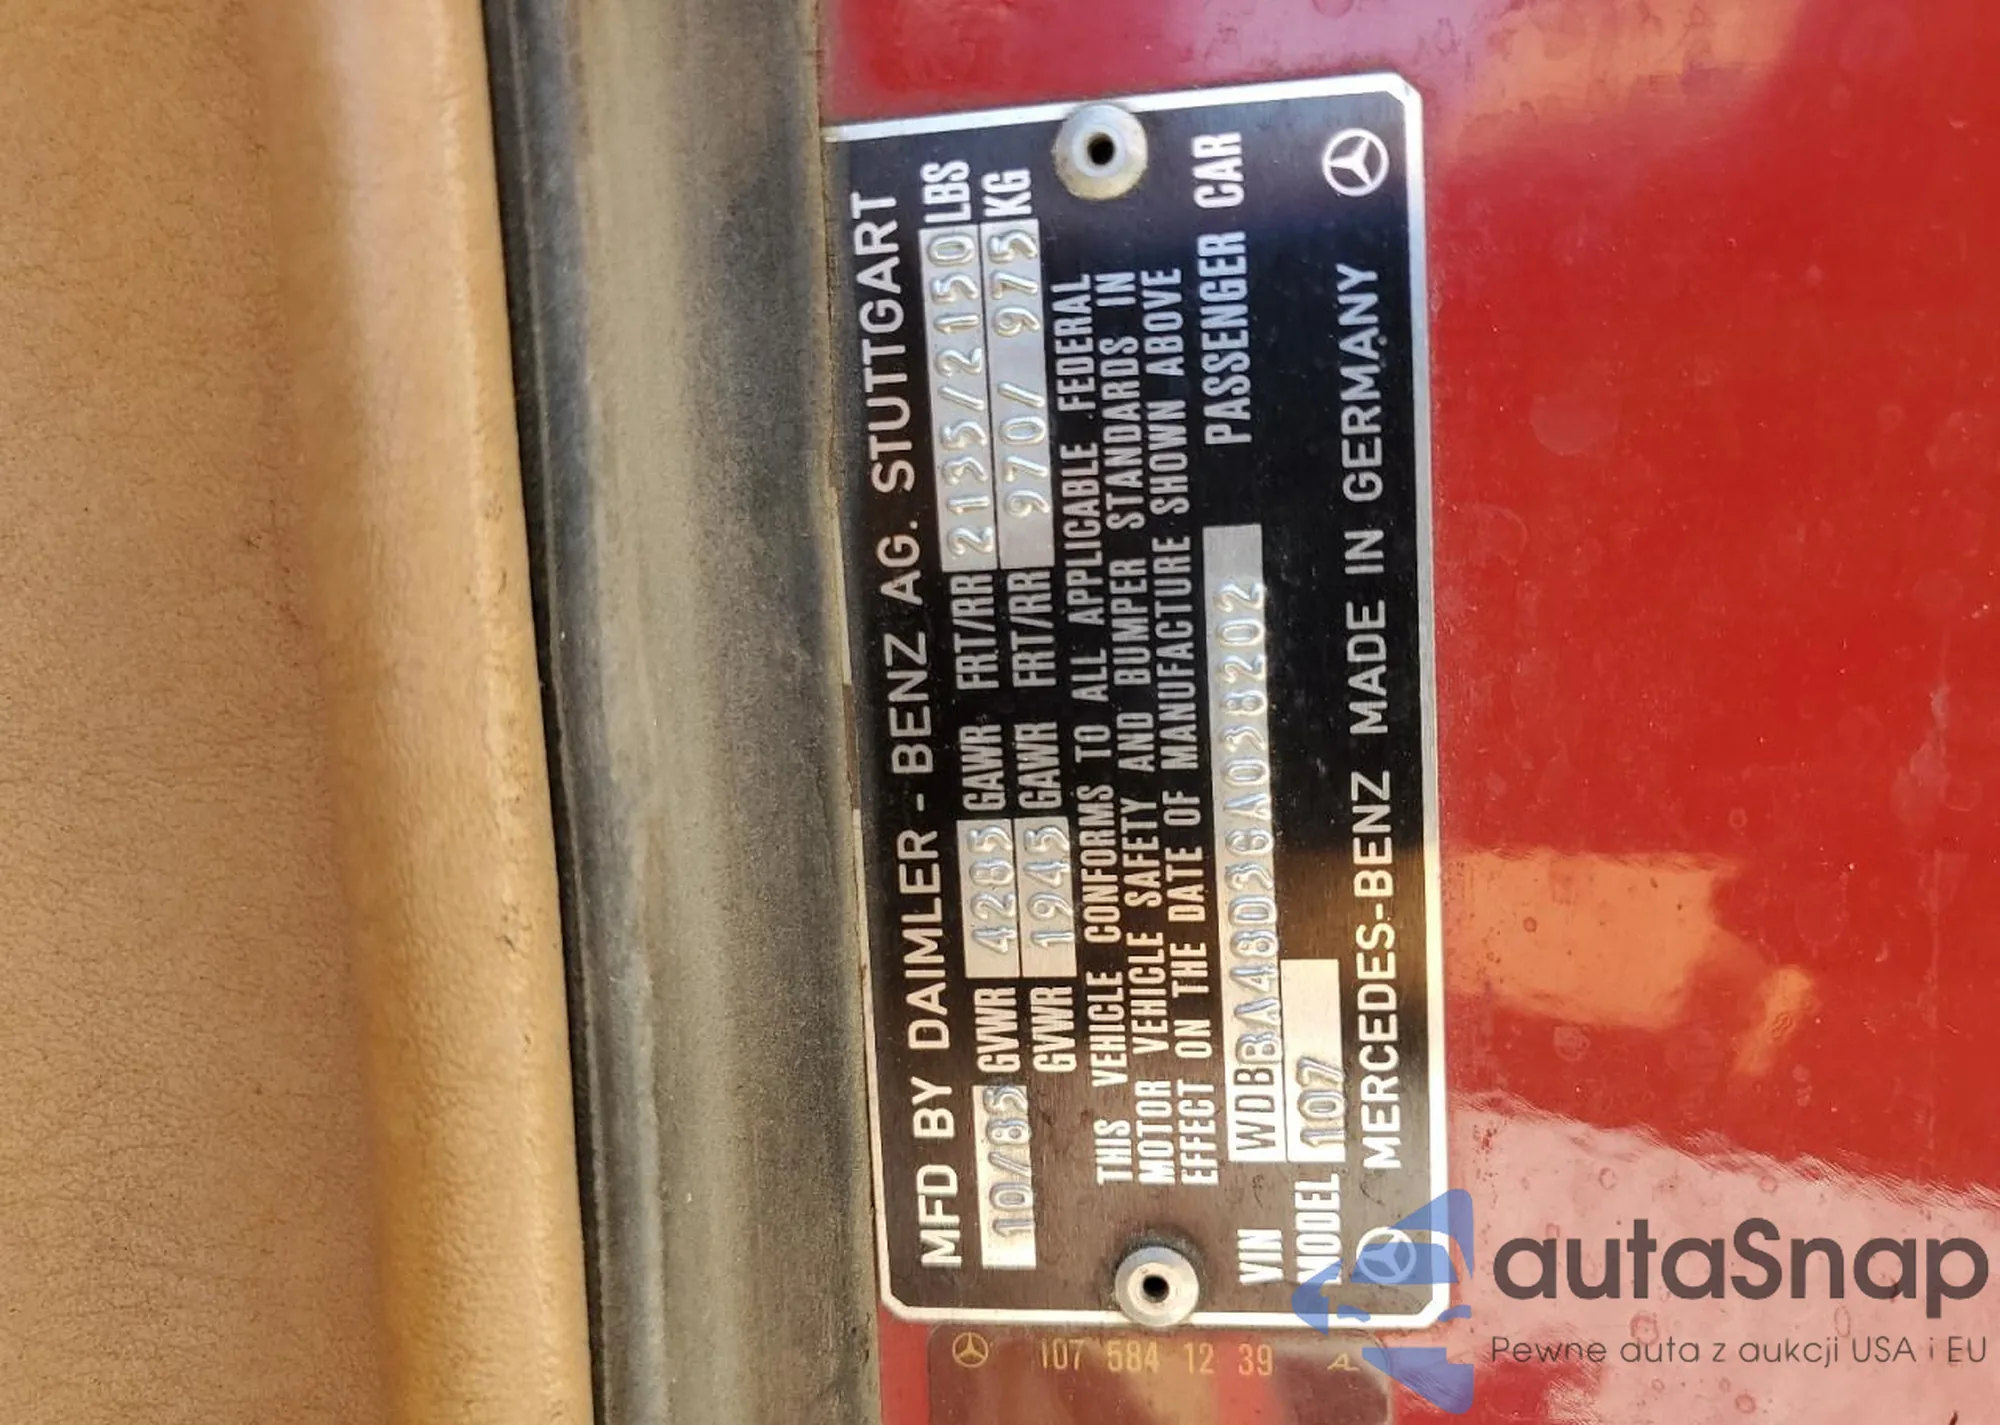 MFD BY DAIMLER - BENZ AG. STUTTGART
10/85 GVWR 4285 GAWR FRT/RR 2135/2150 LBS
GVWR 1945 GAWR FRT/RR 970/ 975 KG
THIS VEHICLE CONFORMS TO ALL APPLICABLE FEDERAL
MOTOR VEHICLE SAFETY AND BUMPER STANDARDS IN
EFFECT ON THE DATE OF MANUFACTURE SHOWN ABOVE
VIN WDBBA48D3GA038202 PASSENGER CAR
MODEL 107
MERCEDES-BENZ MADE IN GERMANY
107 584 12 39 A
autaSnap
Pewne auta z aukcji USA i EU